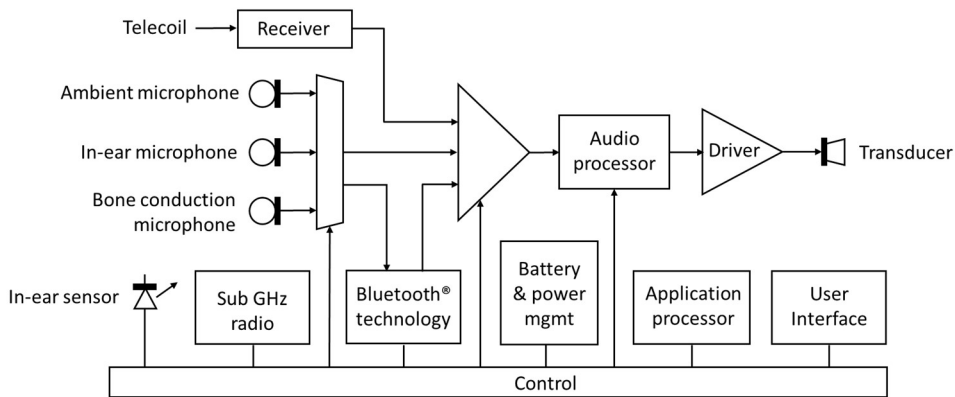 Telecoil
Receiver
Ambient microphone
In-ear microphone
Bone conduction
microphone
Audio
processor
Driver
Transducer
In-ear sensor
Sub GHz
radio
Bluetooth®
technology
Battery
& power
mgmt
Application
processor
User
Interface
Control